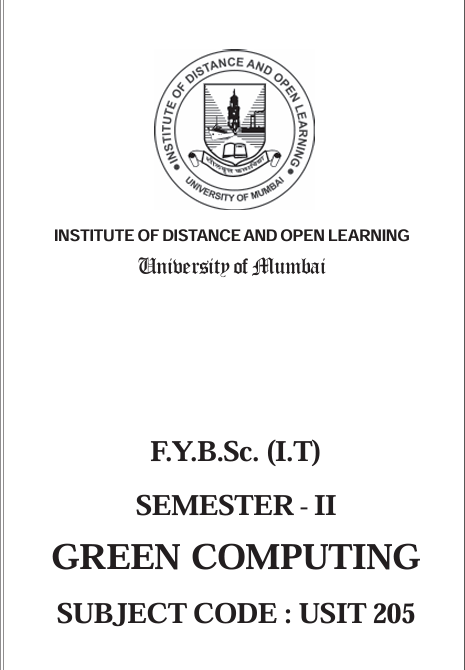 INSTITUTE OF DISTANCE AND OPEN LEARNING
UNIVERSITY OF MUMBAI
INSTITUTE OF DISTANCE AND OPEN LEARNING
University of Mumbai
F.Y.B.Sc. (I.T)
SEMESTER - II
GREEN COMPUTING
SUBJECT CODE : USIT 205